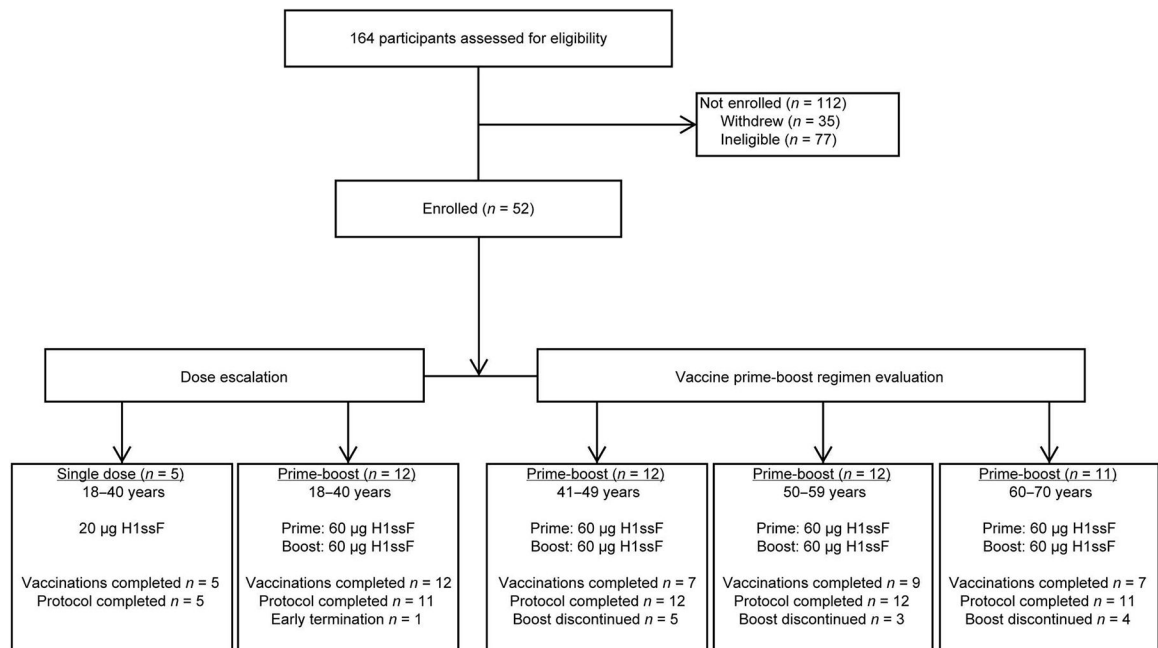 164 participants assessed for eligibility
Not enrolled (n = 112)
Withdrew (n = 35)
Ineligible (n = 77)
Enrolled (n = 52)
Dose escalation
Vaccine prime-boost regimen evaluation
Single dose (n = 5)
18–40 years
20 µg H1ssF
Vaccinations completed n = 5
Protocol completed n = 5
Prime-boost (n = 12)
18–40 years
Prime: 60 µg H1ssF
Boost: 60 µg H1ssF
Vaccinations completed n = 12
Protocol completed n = 11
Early termination n = 1
Prime-boost (n = 12)
41–49 years
Prime: 60 µg H1ssF
Boost: 60 µg H1ssF
Vaccinations completed n = 7
Protocol completed n = 12
Boost discontinued n = 5
Prime-boost (n = 12)
50–59 years
Prime: 60 µg H1ssF
Boost: 60 µg H1ssF
Vaccinations completed n = 9
Protocol completed n = 12
Boost discontinued n = 3
Prime-boost (n = 11)
60–70 years
Prime: 60 µg H1ssF
Boost: 60 µg H1ssF
Vaccinations completed n = 7
Protocol completed n = 11
Boost discontinued n = 4